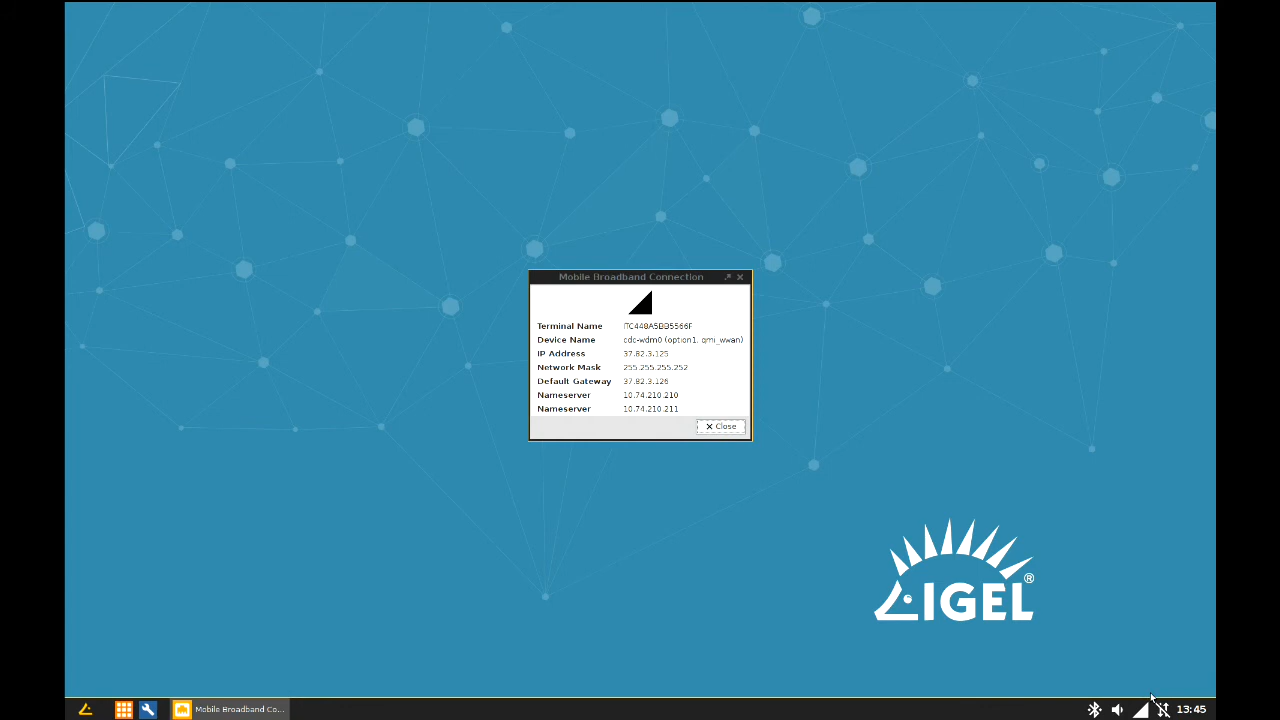 Mobile Broadband Connection
Terminal Name ITC448A5BB5566F
Device Name cdc-wdm0 (option1, qmi_wwan)
IP Address 37.82.3.125
Network Mask 255.255.255.252
Default Gateway 37.82.3.126
Nameserver 10.74.210.210
Nameserver 10.74.210.211
Close
IGEL®
Mobile Broadband Co...
13:45